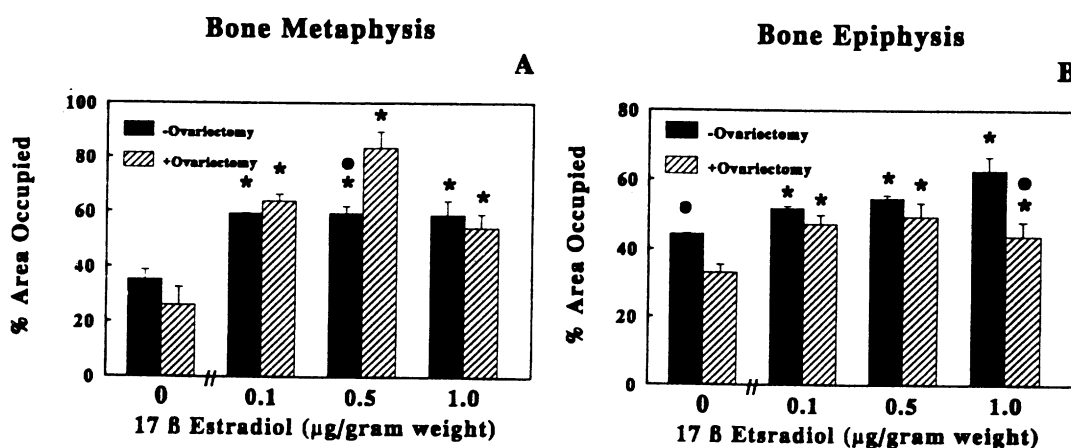 Bone Metaphysis
A
% Area Occupied
100
80
60
40
20
0
-Ovariectomy
+Ovariectomy
* * * ● * * *
0 // 0.1 0.5 1.0
17 ß Estradiol (µg/gram weight)
Bone Epiphysis
B
% Area Occupied
80
60
40
20
0
-Ovariectomy
+Ovariectomy
● * * * * * ● *
0 // 0.1 0.5 1.0
17 ß Etsradiol (µg/gram weight)